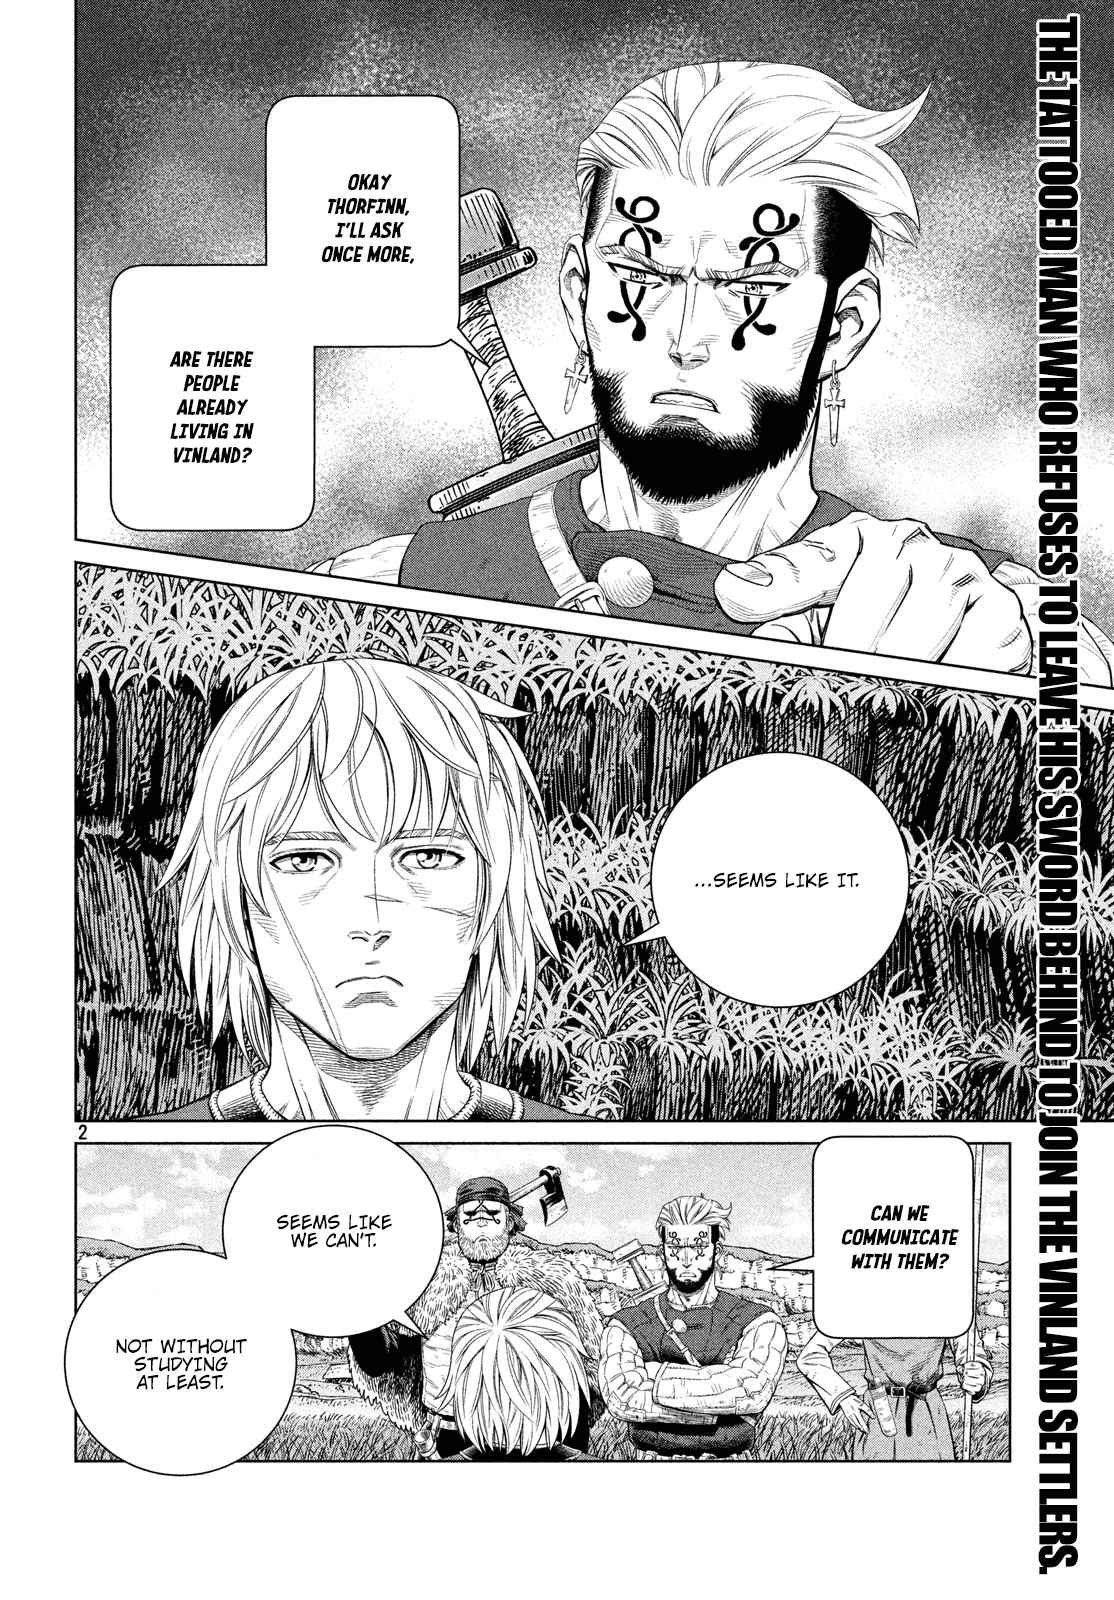 THE TATTOOED MAN WHO REFUSES TO LEAVE HIS SWORD BEHIND TO JOIN THE VINLAND SETTLERS.
OKAY
THORFINN,
I'LL ASK
ONCE MORE,
ARE THERE
PEOPLE
ALREADY
LIVING IN
VINLAND?
...SEEMS LIKE IT.
2
CAN WE
COMMUNICATE
WITH THEM?
SEEMS LIKE
WE CAN'T.
NOT WITHOUT
STUDYING
AT LEAST.